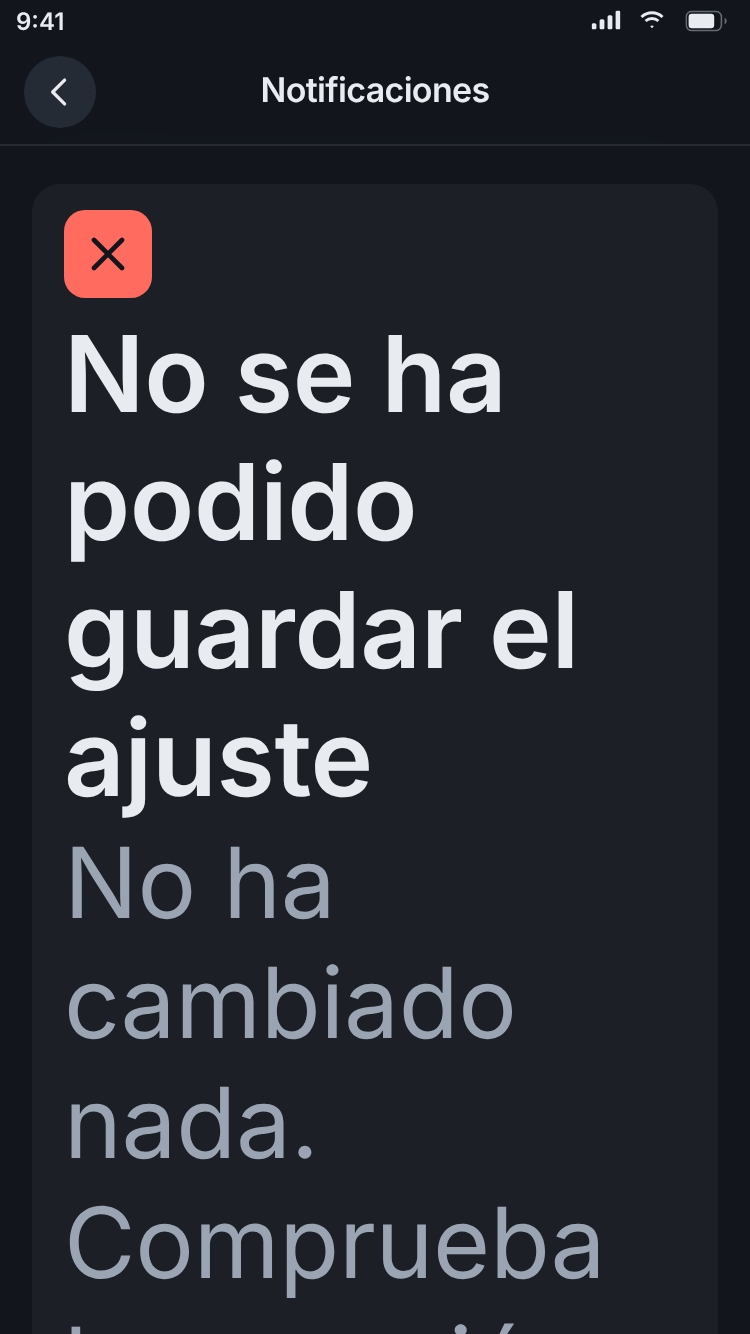 9:41
Notificaciones
No se ha
podido
guardar el
ajuste
No ha
cambiado
nada.
Comprueba